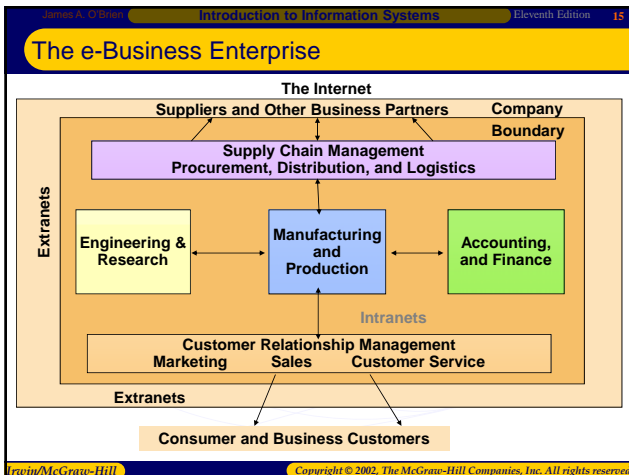 James A. O'Brien Introduction to Information Systems Eleventh Edition 15
The e-Business Enterprise
The Internet
Suppliers and Other Business Partners Company
Boundary
Supply Chain Management
Procurement, Distribution, and Logistics
Extranets
Engineering &
Research
Manufacturing
and
Production
Accounting,
and Finance
Intranets
Customer Relationship Management
Marketing Sales Customer Service
Extranets
Consumer and Business Customers
Irwin/McGraw-Hill Copyright © 2002, The McGraw-Hill Companies, Inc. All rights reserved